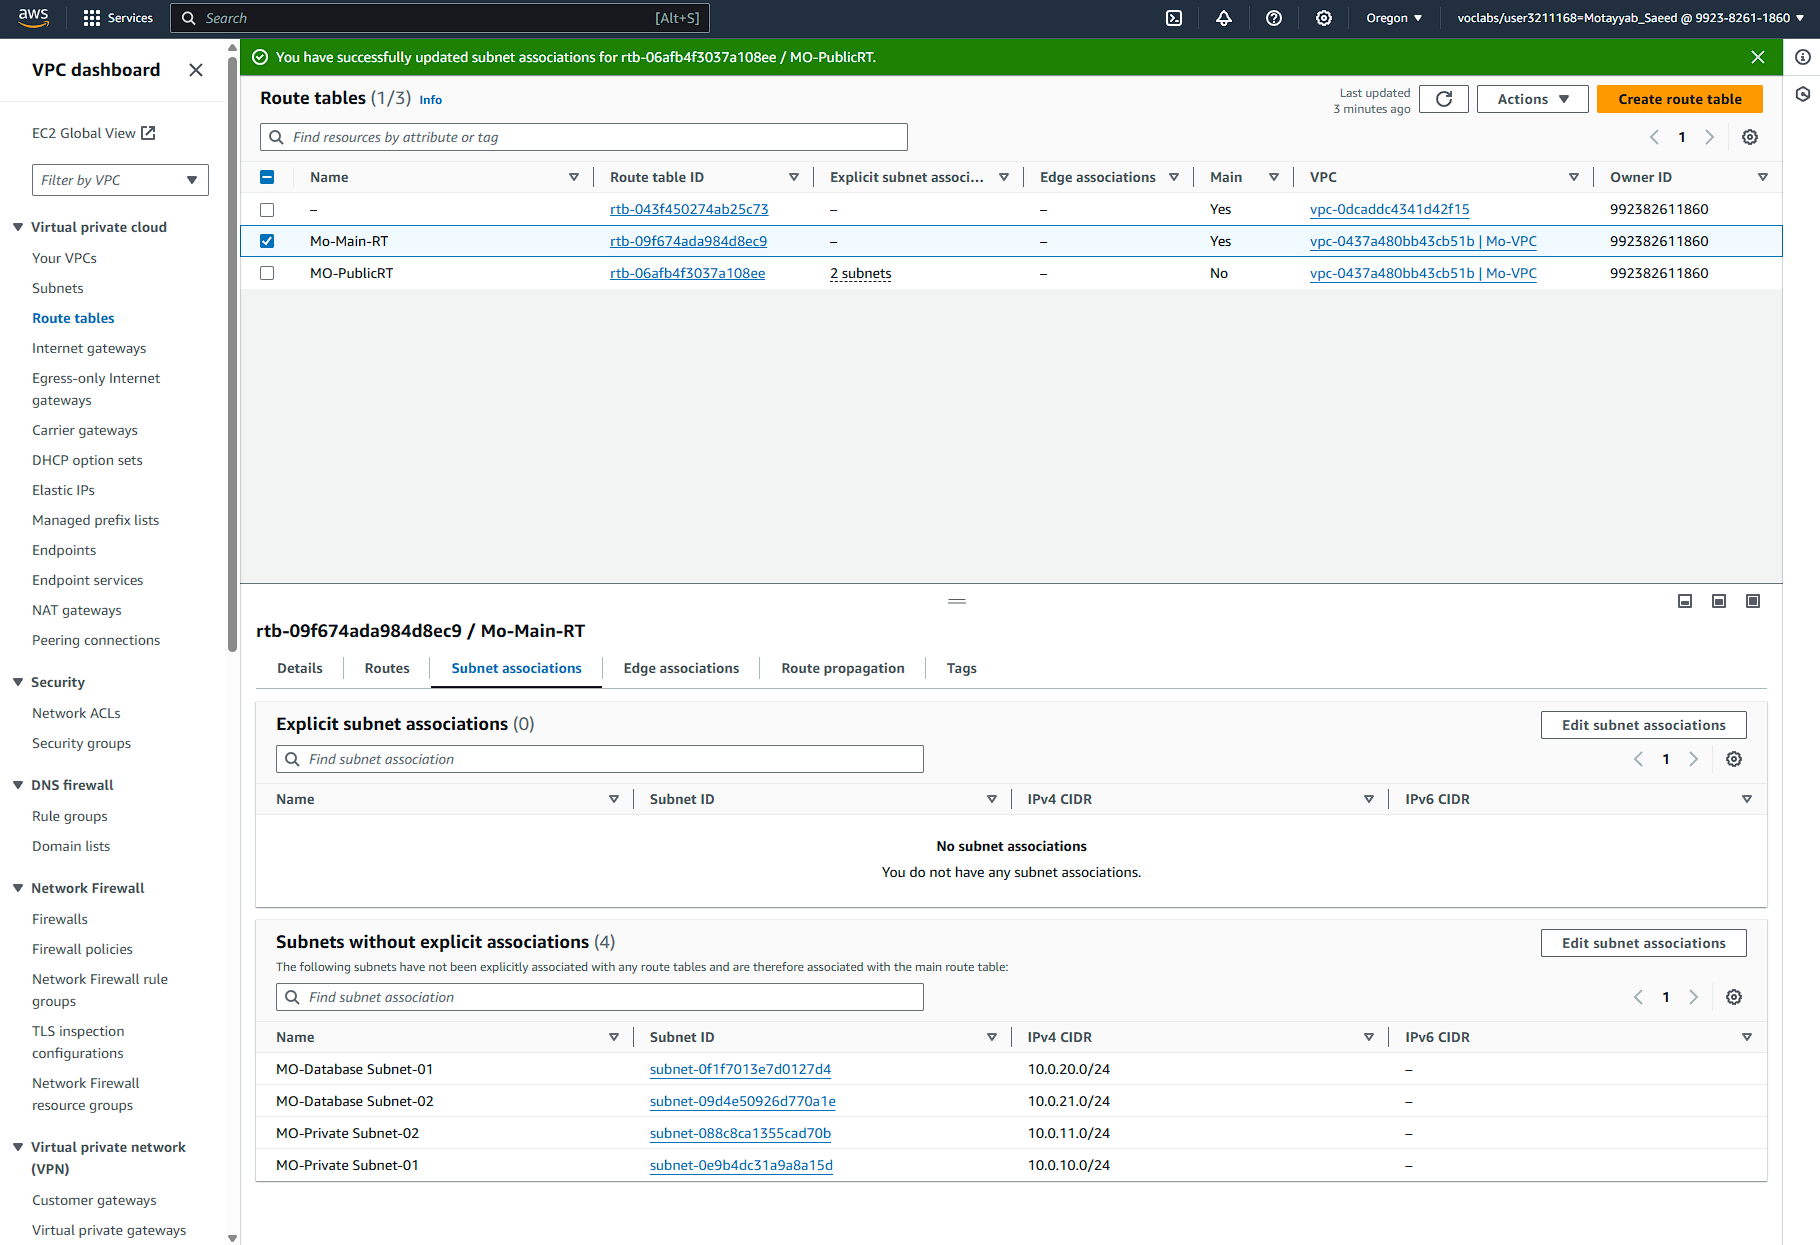 aws
Services
Search
[Alt+S]
Oregon
voclabs/user3211168=Motayyab_Saeed @ 9923-8261-1860
VPC dashboard
EC2 Global View
Filter by VPC
Virtual private cloud
Your VPCs
Subnets
Route tables
Internet gateways
Egress-only Internet
gateways
Carrier gateways
DHCP option sets
Elastic IPs
Managed prefix lists
Endpoints
Endpoint services
NAT gateways
Peering connections
Security
Network ACLs
Security groups
DNS firewall
Rule groups
Domain lists
Network Firewall
Firewalls
Firewall policies
Network Firewall rule
groups
TLS inspection
configurations
Network Firewall
resource groups
Virtual private network
(VPN)
Customer gateways
Virtual private gateways
You have successfully updated subnet associations for rtb-06afb4f3037a108ee / MO-PublicRT.
Route tables (1/3) Info
Last updated
3 minutes ago
Actions
Create route table
Find resources by attribute or tag
1
Name Route table ID Explicit subnet associ... Edge associations Main VPC Owner ID
– rtb-043f450274ab25c73 – – Yes vpc-0dcaddc4341d42f15 992382611860
Mo-Main-RT rtb-09f674ada984d8ec9 – – Yes vpc-0437a480bb43cb51b | Mo-VPC 992382611860
MO-PublicRT rtb-06afb4f3037a108ee 2 subnets – No vpc-0437a480bb43cb51b | Mo-VPC 992382611860
rtb-09f674ada984d8ec9 / Mo-Main-RT
Details Routes Subnet associations Edge associations Route propagation Tags
Explicit subnet associations (0)
Edit subnet associations
Find subnet association
1
Name Subnet ID IPv4 CIDR IPv6 CIDR
No subnet associations
You do not have any subnet associations.
Subnets without explicit associations (4)
Edit subnet associations
The following subnets have not been explicitly associated with any route tables and are therefore associated with the main route table:
Find subnet association
1
Name Subnet ID IPv4 CIDR IPv6 CIDR
MO-Database Subnet-01 subnet-0f1f7013e7d0127d4 10.0.20.0/24 –
MO-Database Subnet-02 subnet-09d4e50926d770a1e 10.0.21.0/24 –
MO-Private Subnet-02 subnet-088c8ca1355cad70b 10.0.11.0/24 –
MO-Private Subnet-01 subnet-0e9b4dc31a9a8a15d 10.0.10.0/24 –